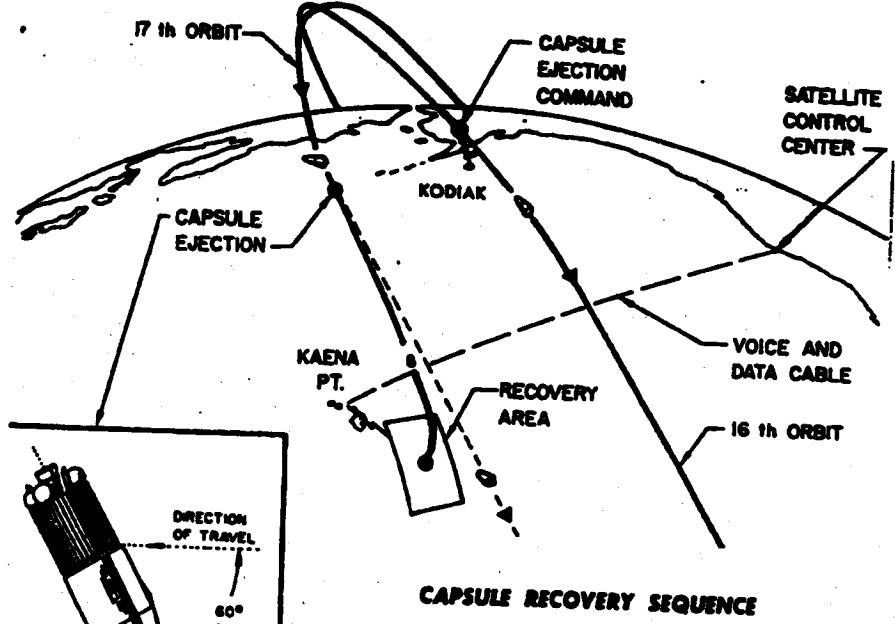 17 th ORBIT
CAPSULE
EJECTION
COMMAND
SATELLITE
CONTROL
CENTER
KODIAK
CAPSULE
EJECTION
KAENA
PT.
VOICE AND
DATA CABLE
RECOVERY
AREA
16 th ORBIT
DIRECTION
OF TRAVEL
60°
CAPSULE RECOVERY SEQUENCE